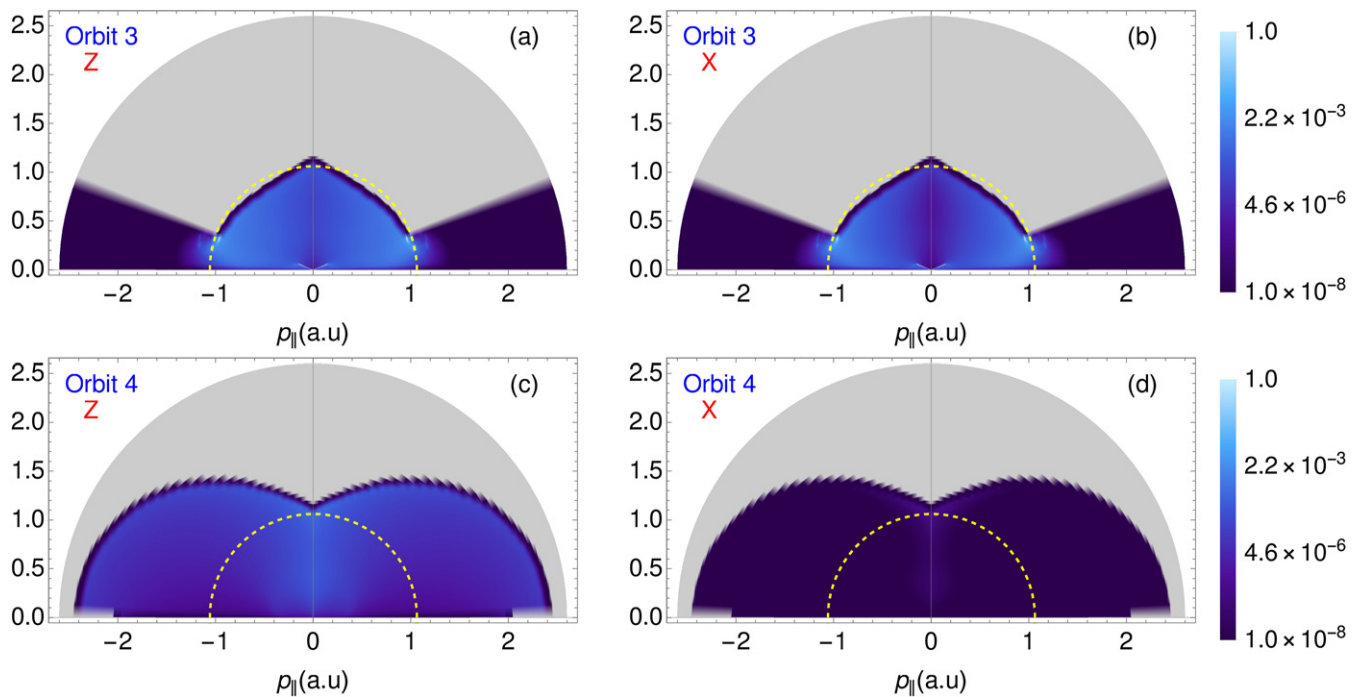 2.5
2.0
1.5
1.0
0.5
0.0
Orbit 3
Z
(a)
−2 −1 0 1 2
p∥(a.u)
2.5
2.0
1.5
1.0
0.5
0.0
Orbit 3
X
(b)
−2 −1 0 1 2
p∥(a.u)
1.0
2.2 × 10⁻³
4.6 × 10⁻⁶
1.0 × 10⁻⁸
2.5
2.0
1.5
1.0
0.5
0.0
Orbit 4
Z
(c)
−2 −1 0 1 2
p∥(a.u)
2.5
2.0
1.5
1.0
0.5
0.0
Orbit 4
X
(d)
−2 −1 0 1 2
p∥(a.u)
1.0
2.2 × 10⁻³
4.6 × 10⁻⁶
1.0 × 10⁻⁸